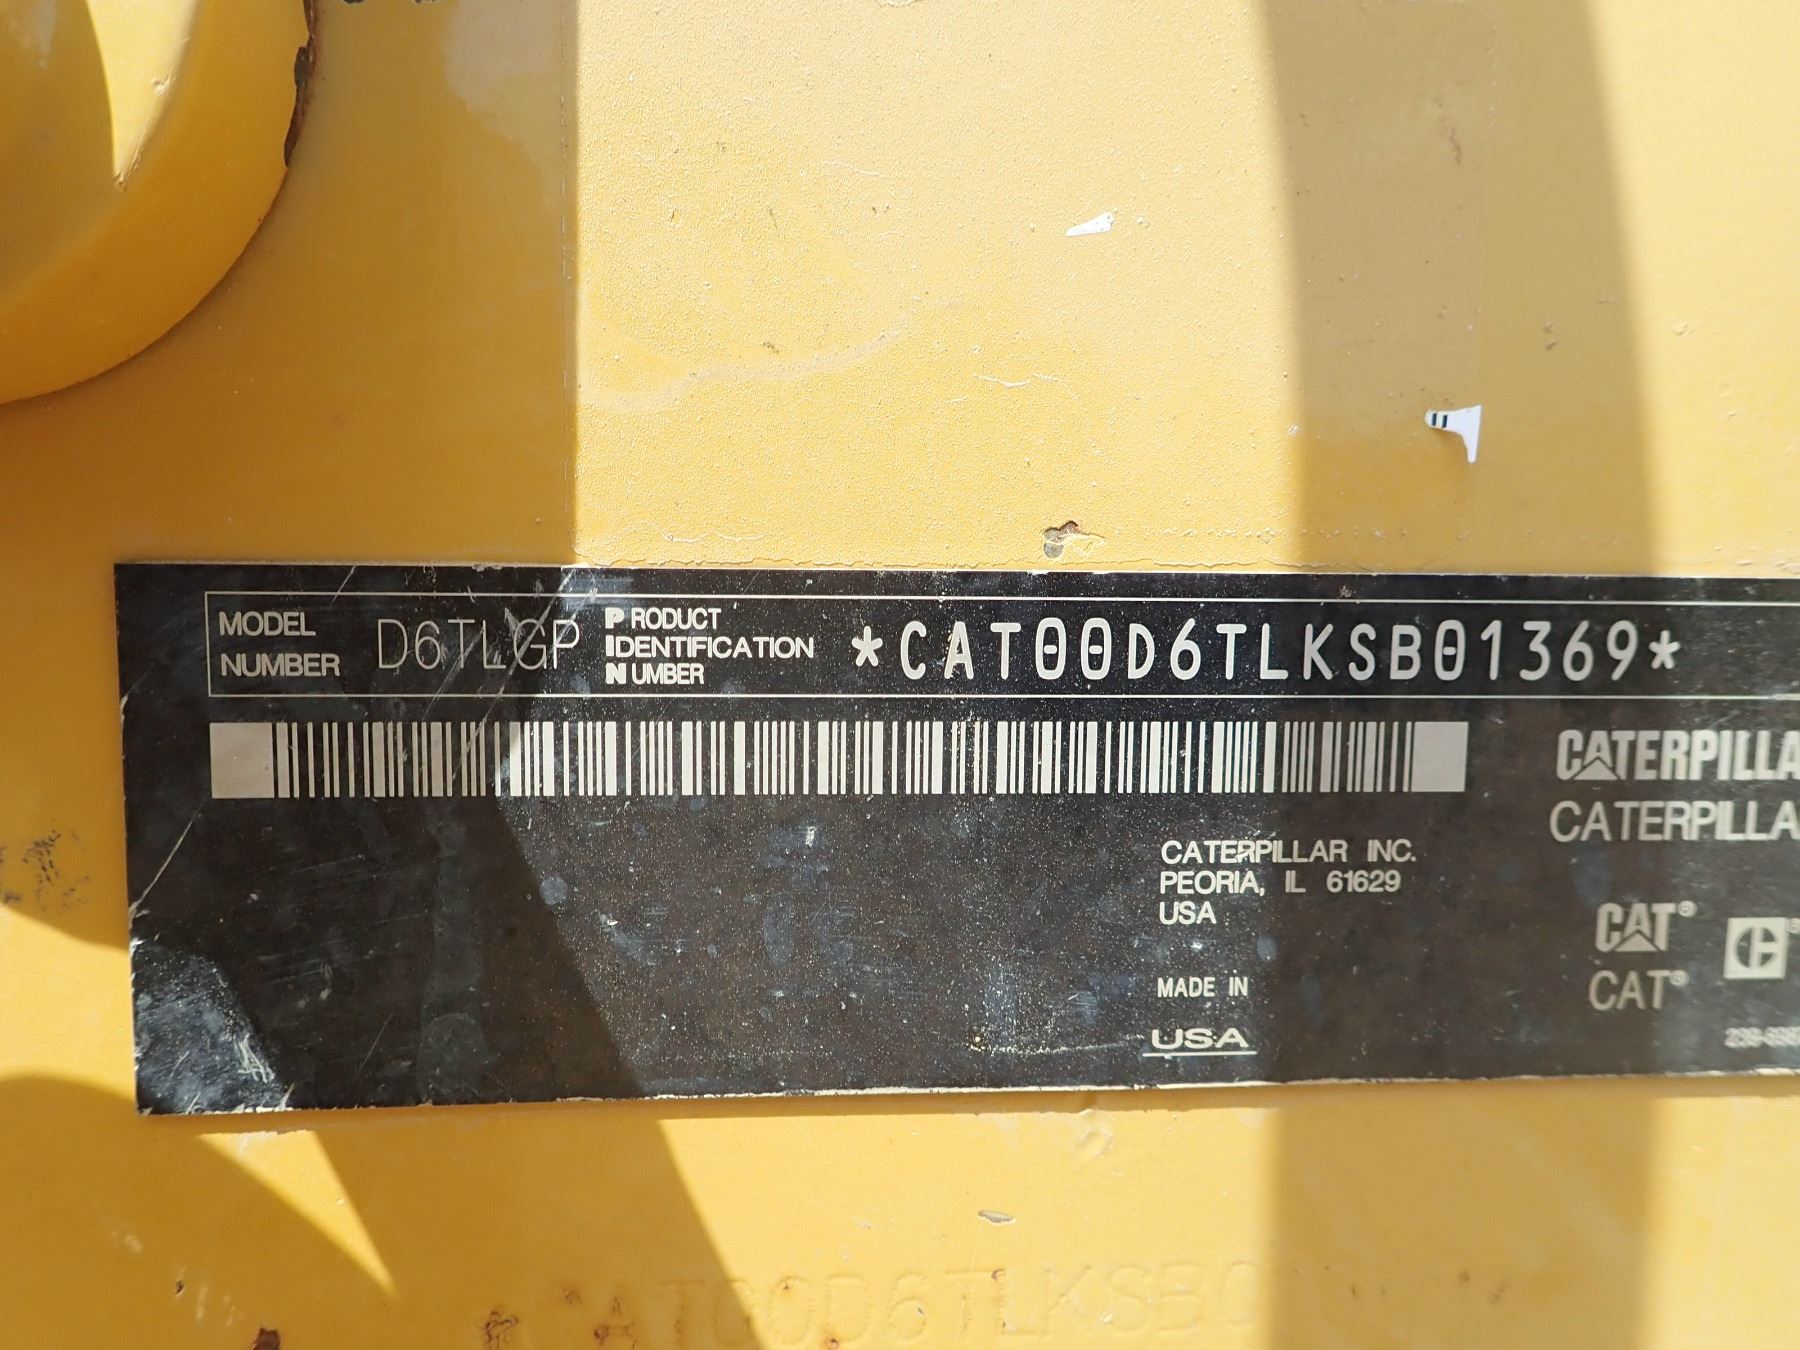 MODEL NUMBER D6TLGP PRODUCT IDENTIFICATION NUMBER *CAT00D6TLKSB01369*
CATERPILLA
CATERPILLA
CATERPILLAR INC.
PEORIA, IL 61629
USA
CAT®
CAT®
MADE IN
USA
AT00D6TLKSB0